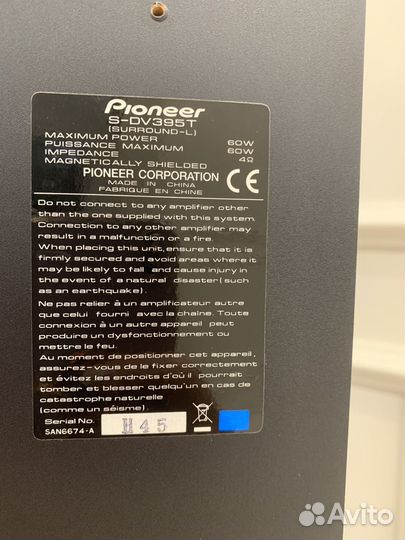 Pioneer
S-DV395T
(SURROUND-L)
MAXIMUM POWER 60W
PUISSANCE MAXIMUM 60W
IMPEDANCE 4Ω
MAGNETICALLY SHIELDED
PIONEER CORPORATION CE
MADE IN CHINA
FABRIQUÉ EN CHINE
Do not connect to any amplifier other
than the one supplied with this system.
Connection to any other amplifier may
result in a malfunction or a fire.
When placing this unit,ensure that it is
firmly secured and avoid areas where it
may be likely to fall and cause injury in
the event of a natural disaster(such
as an earthquake).
Ne pas relier à un amplificateur autre
que celui fourni avec la chaîne. Toute
connexion à un autre appareil peut
produire un dysfonctionnement ou
mettre le feu.
Au moment de positionner cet appareil,
assurez-vous de le fixer correctement
et évitez les endroits d'où il pourrait
tomber et blesser quelqu'un en cas de
catastrophe naturelle
(comme un séisme).
Serial No. H45
SAN6674-A
Avito